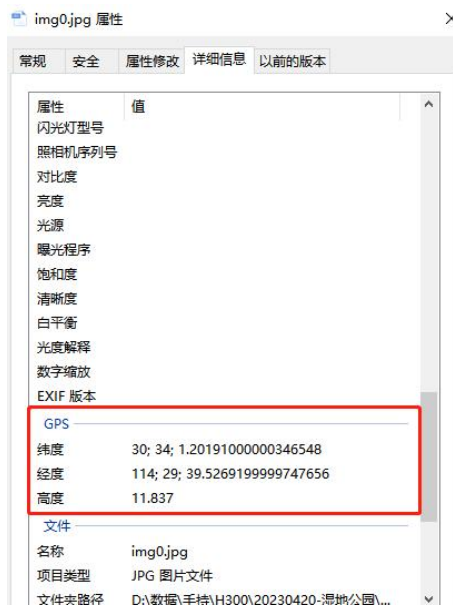 img0.jpg 属性
常规 安全 属性修改 详细信息 以前的版本
属性 值
闪光灯型号
照相机序列号
对比度
亮度
光源
曝光程序
饱和度
清晰度
白平衡
光度解释
数字缩放
EXIF 版本
GPS
纬度 30; 34; 1.20191000000346548
经度 114; 29; 39.5269199999747656
高度 11.837
文件
名称 img0.jpg
项目类型 JPG 图片文件
文件夹路径 D:\数据\手持\H300\20230420-湿地公园\...